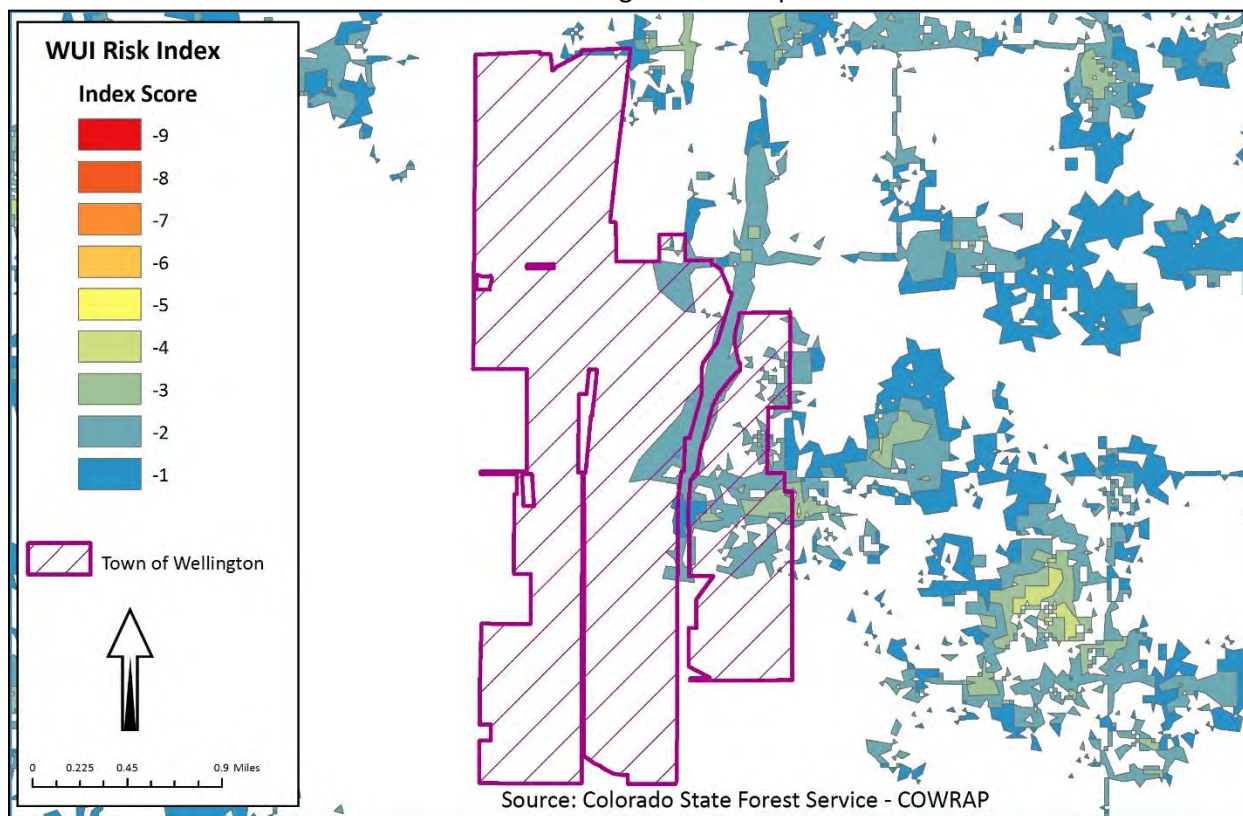 WUI Risk Index
Index Score
-9
-8
-7
-6
-5
-4
-3
-2
-1
Town of Wellington
0 0.225 0.45 0.9 Miles
Source: Colorado State Forest Service - COWRAP